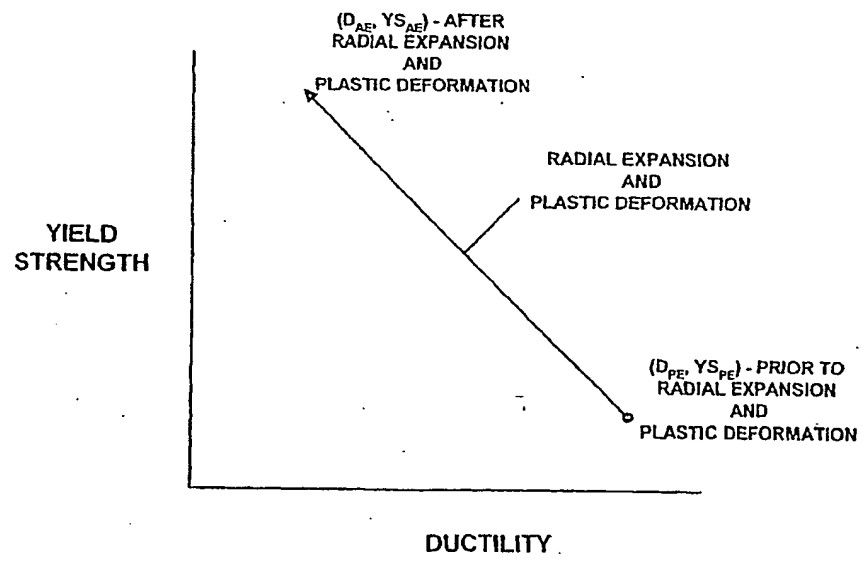 (D_AE, YS_AE) - AFTER
RADIAL EXPANSION
AND
PLASTIC DEFORMATION
RADIAL EXPANSION
AND
PLASTIC DEFORMATION
YIELD
STRENGTH
(D_PE, YS_PE) - PRIOR TO
RADIAL EXPANSION
AND
PLASTIC DEFORMATION
DUCTILITY